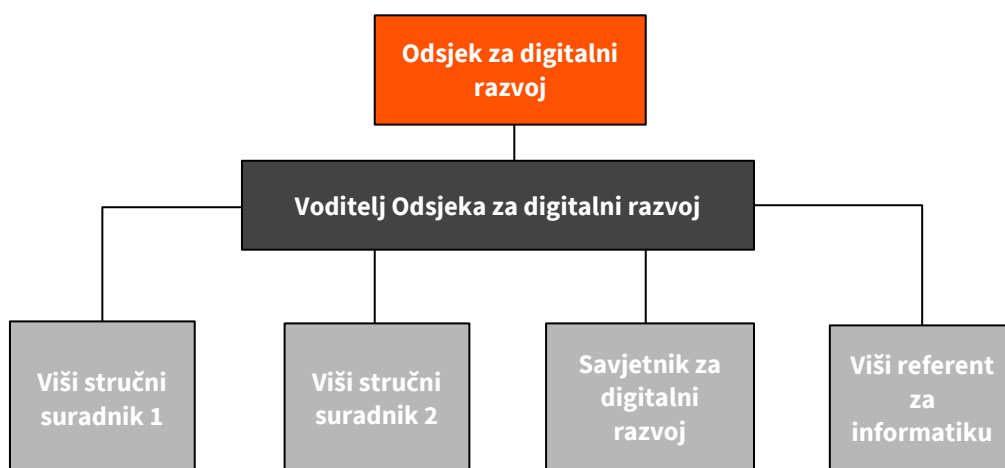 Odsjek za digitalni
razvoj
Voditelj Odsjeka za digitalni razvoj
Viši stručni
suradnik 1
Viši stručni
suradnik 2
Savjetnik za
digitalni
razvoj
Viši referent
za
informatiku